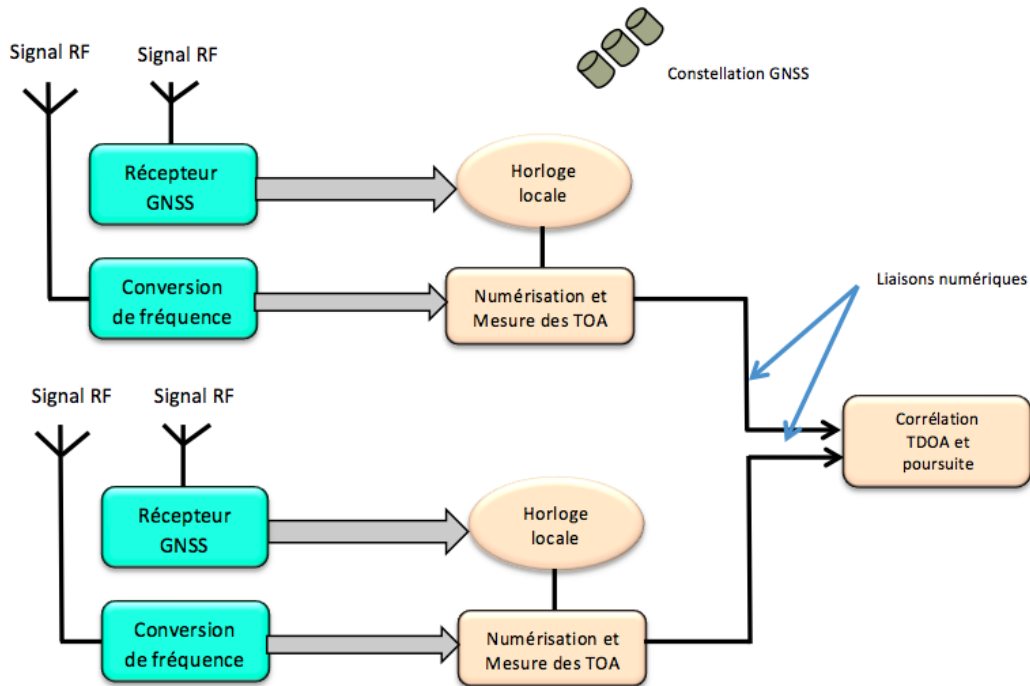 Signal RF
Signal RF
Constellation GNSS
Récepteur
GNSS
Horloge
locale
Conversion
de fréquence
Numérisation et
Mesure des TOA
Liaisons numériques
Signal RF
Signal RF
Corrélation
TDOA et
poursuite
Récepteur
GNSS
Horloge
locale
Conversion
de fréquence
Numérisation et
Mesure des TOA